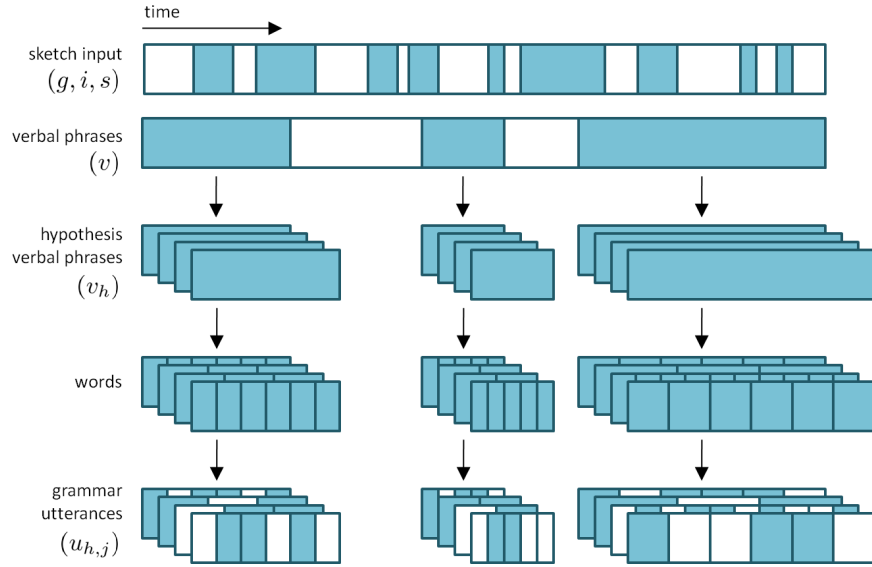 time
sketch input
(g, i, s)
verbal phrases
(v)
hypothesis
verbal phrases
(v_h)
words
grammar
utterances
(u_{h,j})